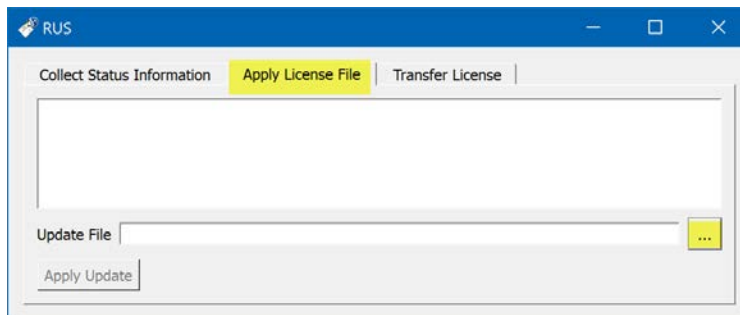 RUS
Collect Status Information Apply License File Transfer License
Update File ...
Apply Update